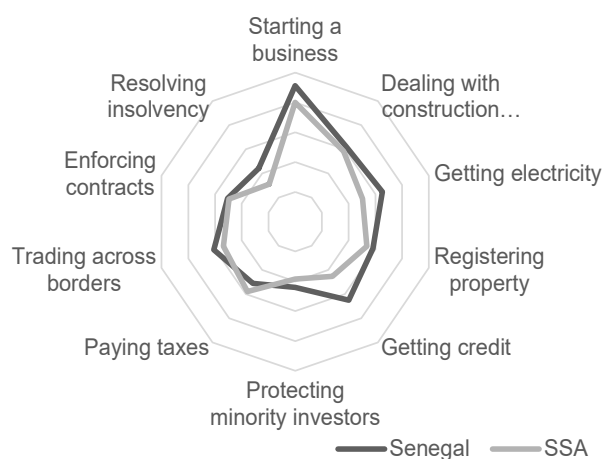 Starting a
business
Dealing with
construction…
Getting electricity
Registering
property
Getting credit
Protecting
minority investors
Paying taxes
Trading across
borders
Enforcing
contracts
Resolving
insolvency
Senegal
SSA